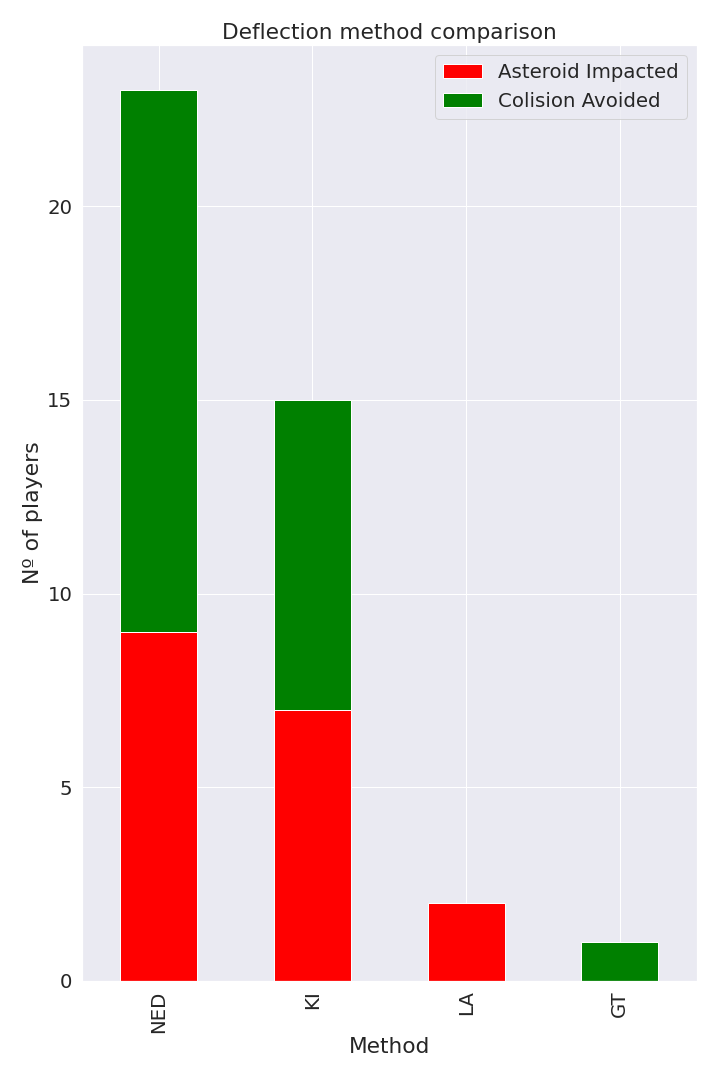 Deflection method comparison
Asteroid Impacted
Colision Avoided
20
15
10
5
0
Nº of players
NED
KI
LA
GT
Method